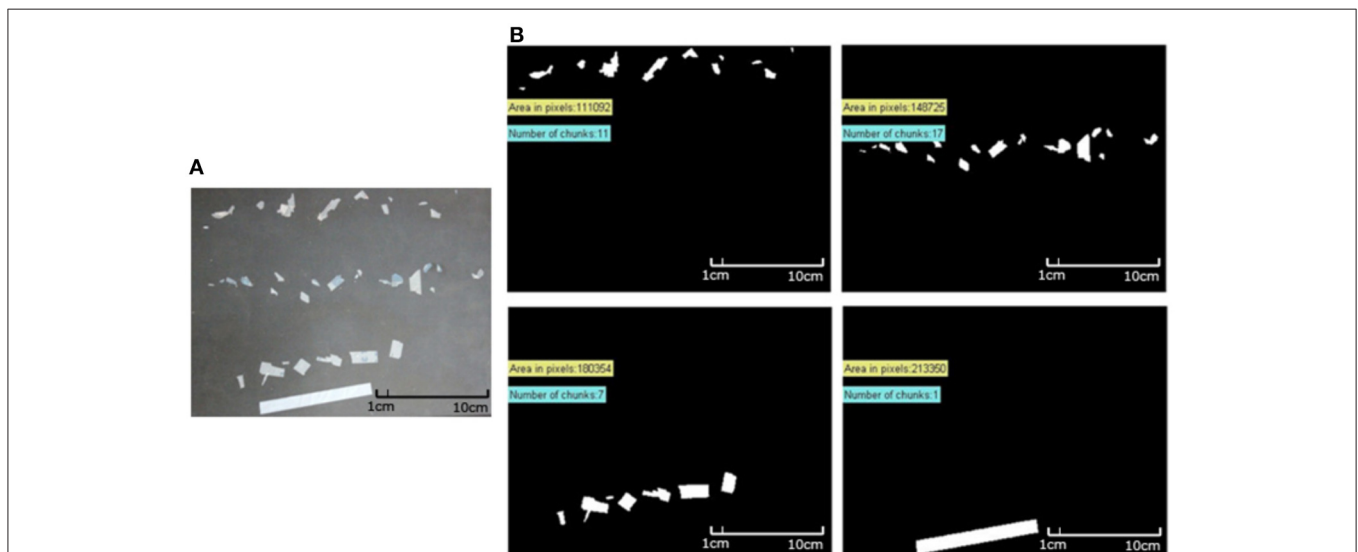 A
1cm 10cm
B
Area in pixels:111092
Number of chunks:11
1cm 10cm
Area in pixels:148725
Number of chunks:17
1cm 10cm
Area in pixels:180354
Number of chunks:7
1cm 10cm
Area in pixels:213350
Number of chunks:1
1cm 10cm